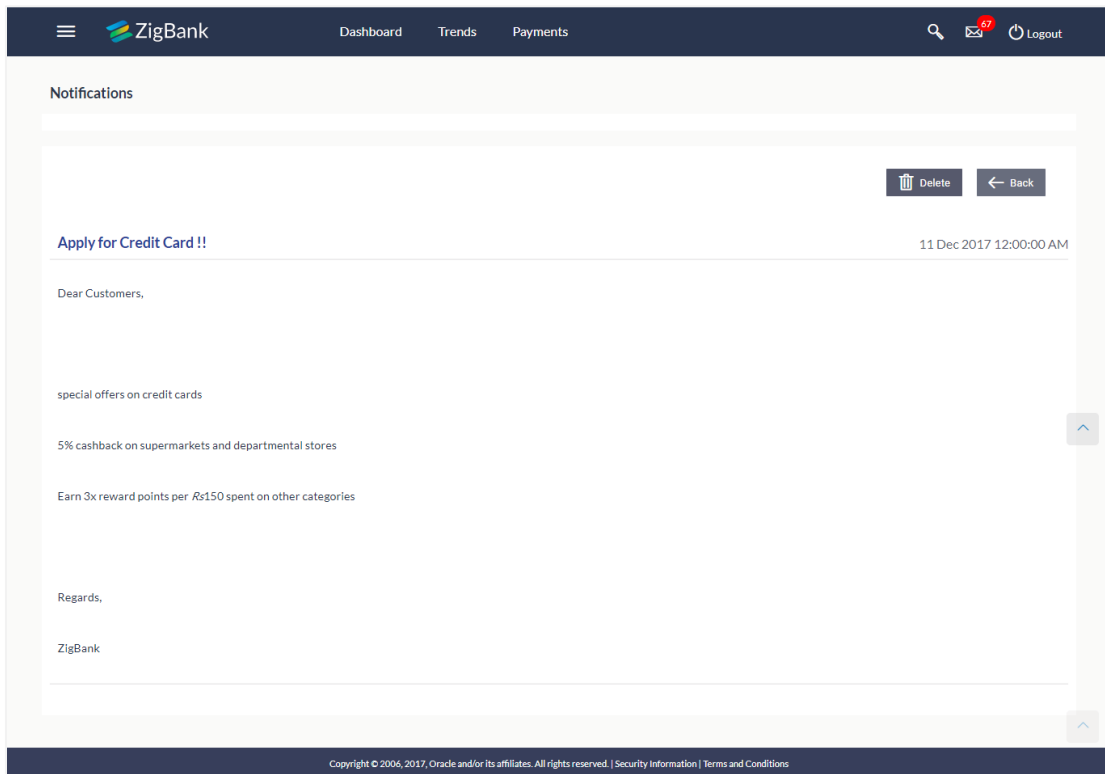 ZigBank Dashboard Trends Payments 67 Logout
Notifications
Delete Back
Apply for Credit Card !! 11 Dec 2017 12:00:00 AM
Dear Customers,
special offers on credit cards
5% cashback on supermarkets and departmental stores
Earn 3x reward points per Rs150 spent on other categories
Regards,
ZigBank
Copyright © 2006, 2017, Oracle and/or its affiliates. All rights reserved. | Security Information | Terms and Conditions